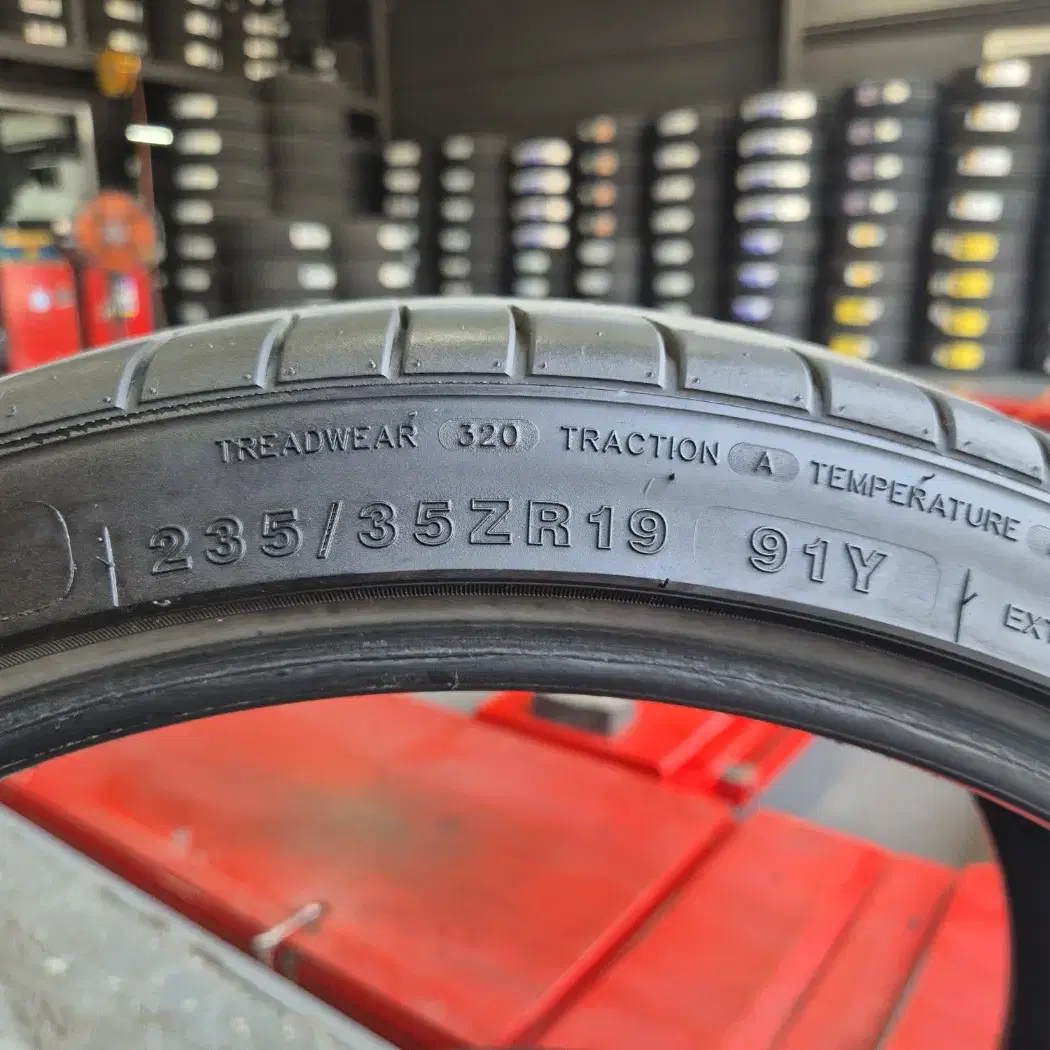 TREADWEAR 320 TRACTION A TEMPERATURE
235/35ZR19 91Y